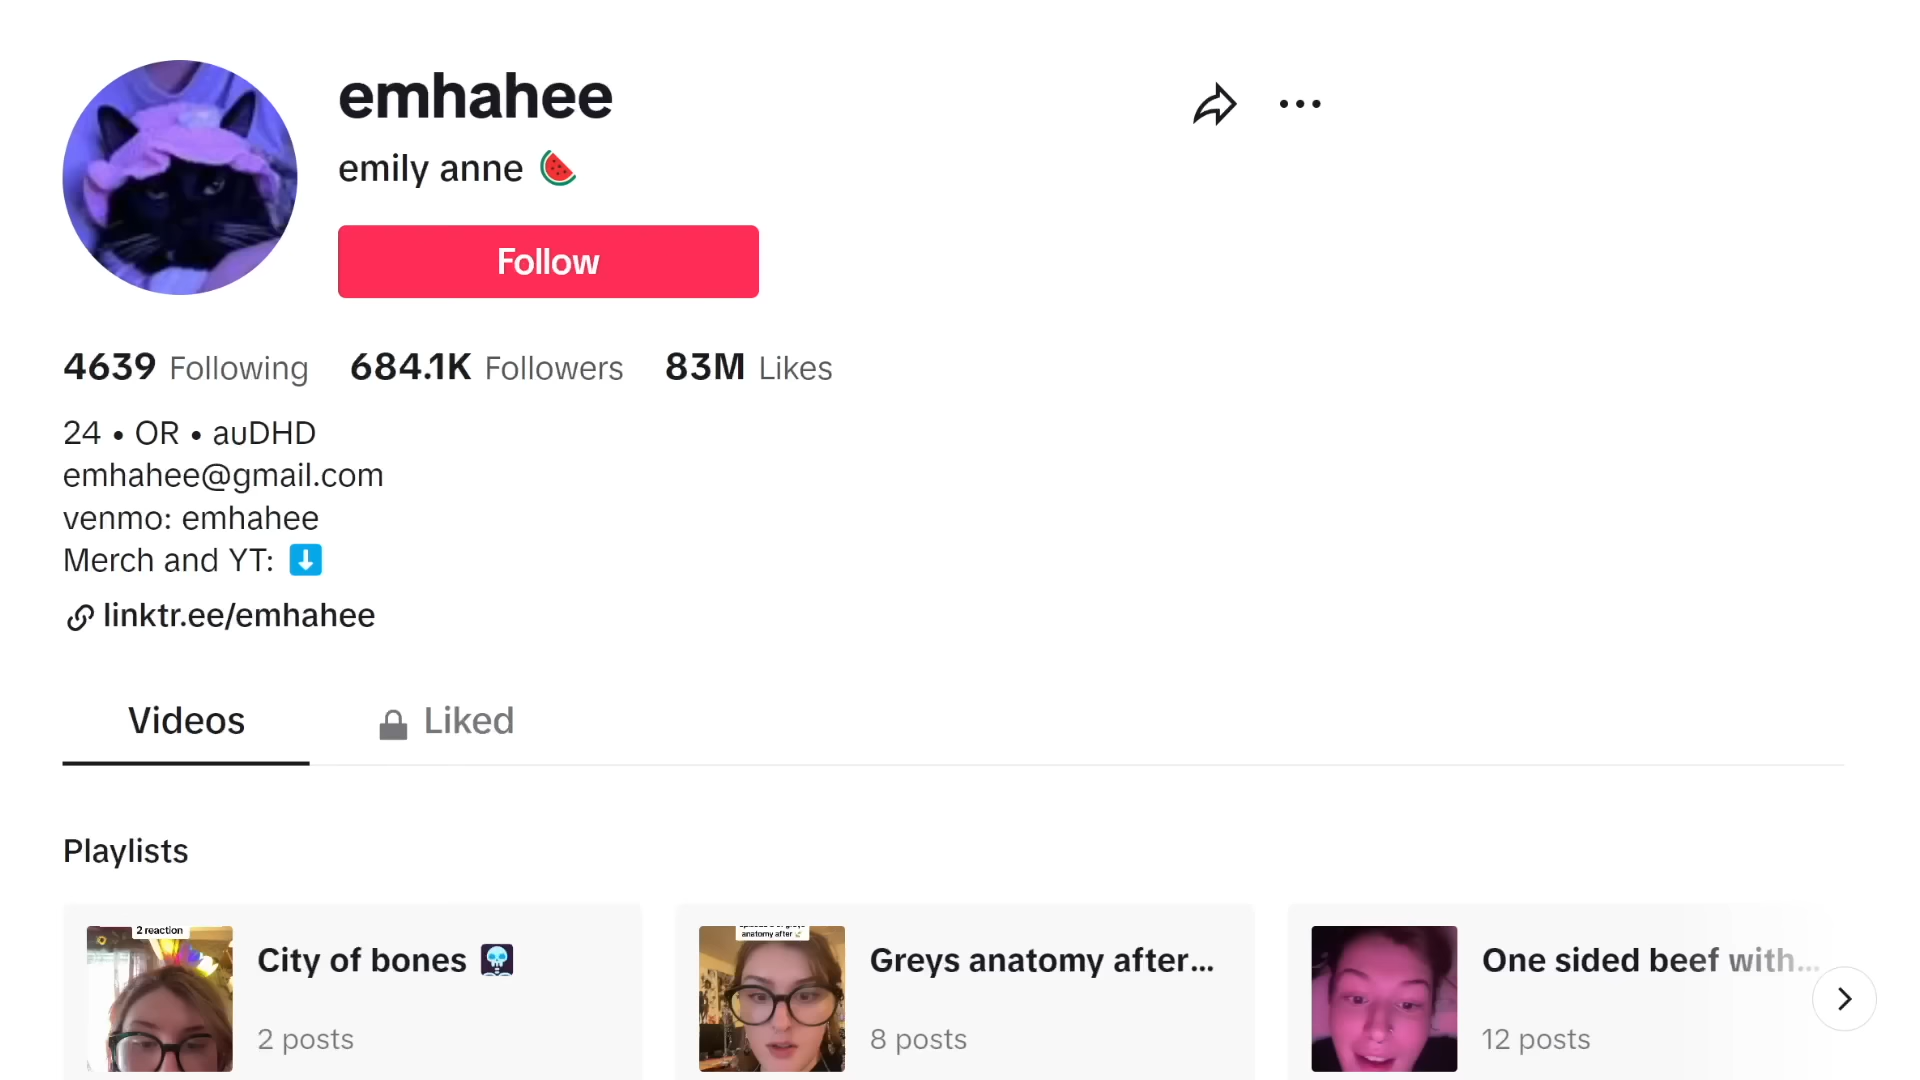 emhahee
emily anne 🍉
Follow
4639 Following 684.1K Followers 83M Likes
24 • OR • auDHD
emhahee@gmail.com
venmo: emhahee
Merch and YT: ⬇️
linktr.ee/emhahee
Videos
Liked
Playlists
2 reaction
City of bones
2 posts
anatomy after
Greys anatomy after...
8 posts
One sided beef with...
12 posts